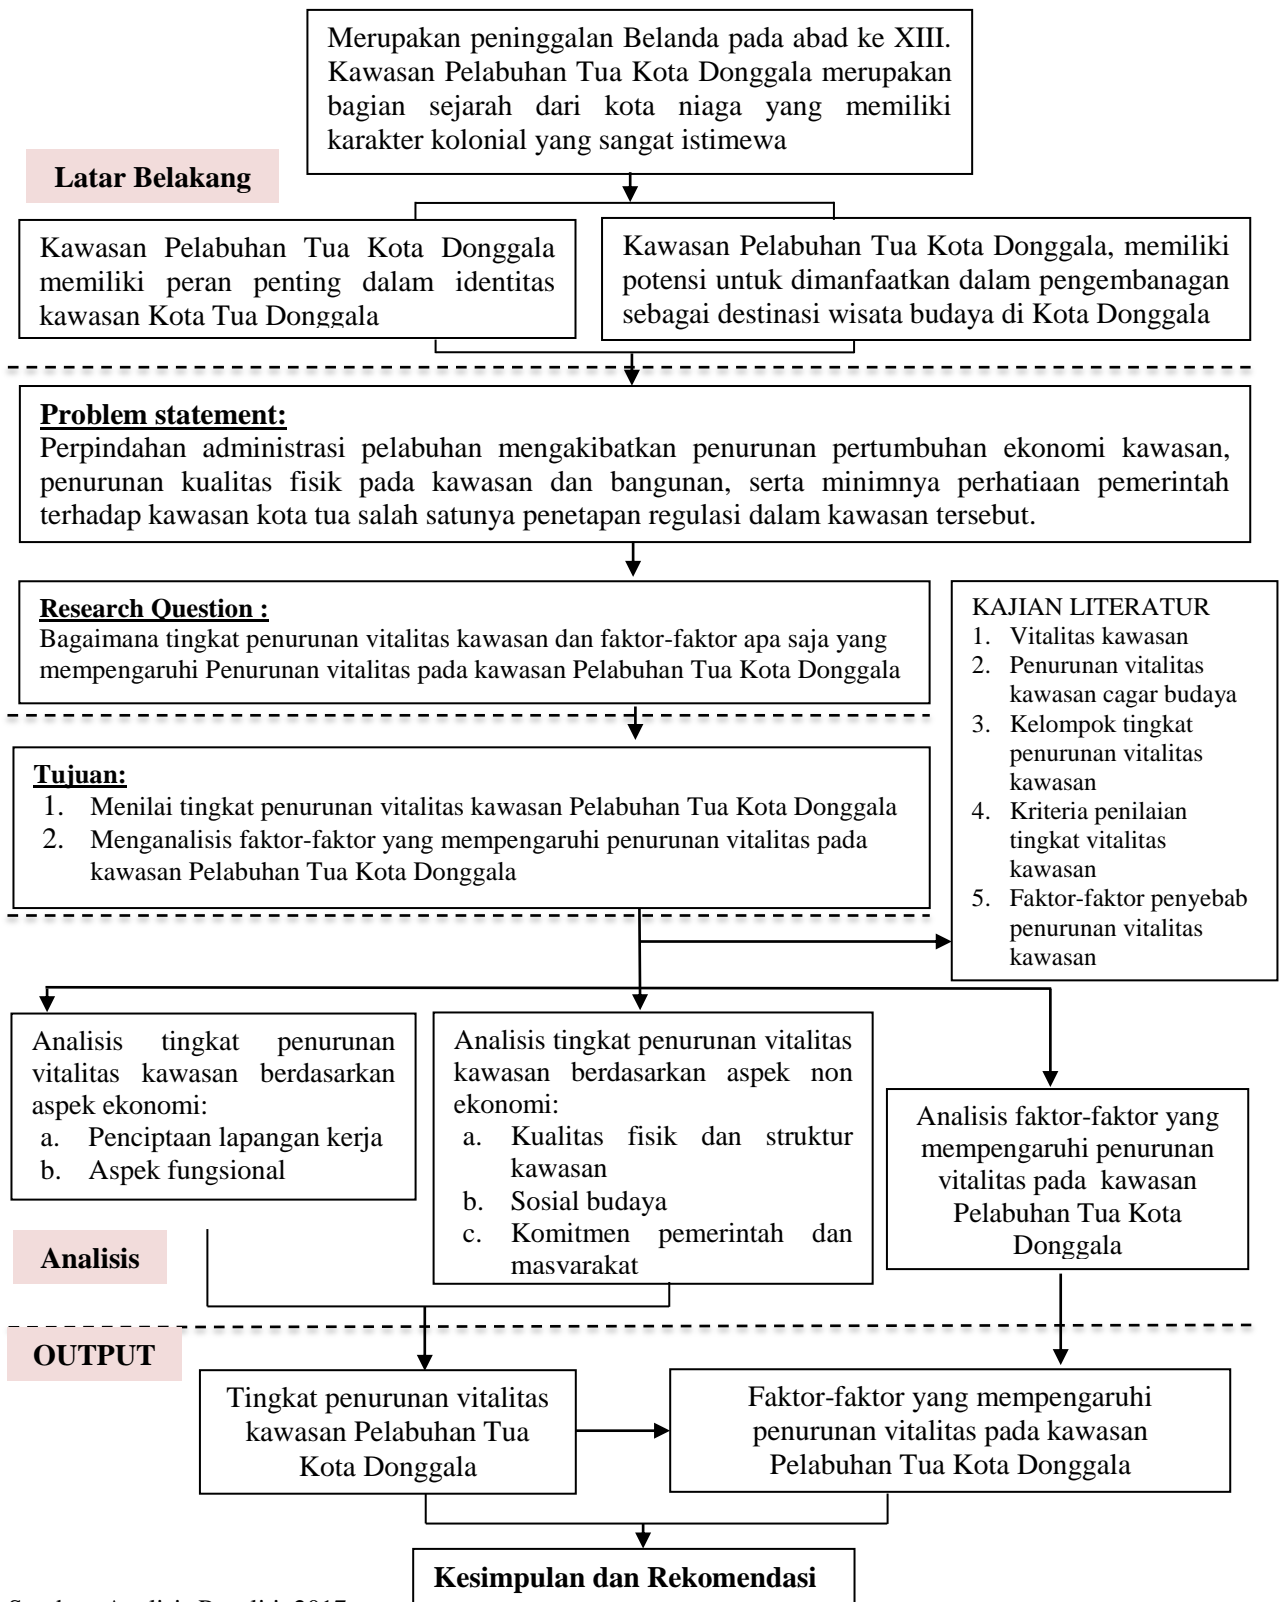 Merupakan peninggalan Belanda pada abad ke XIII.
Kawasan Pelabuhan Tua Kota Donggala merupakan
bagian sejarah dari kota niaga yang memiliki
karakter kolonial yang sangat istimewa
Latar Belakang
Kawasan Pelabuhan Tua Kota Donggala
memiliki peran penting dalam identitas
kawasan Kota Tua Donggala
Kawasan Pelabuhan Tua Kota Donggala, memiliki
potensi untuk dimanfaatkan dalam pengembanagan
sebagai destinasi wisata budaya di Kota Donggala
Problem statement:
Perpindahan administrasi pelabuhan mengakibatkan penurunan pertumbuhan ekonomi kawasan,
penurunan kualitas fisik pada kawasan dan bangunan, serta minimnya perhatiaan pemerintah
terhadap kawasan kota tua salah satunya penetapan regulasi dalam kawasan tersebut.
Research Question :
Bagaimana tingkat penurunan vitalitas kawasan dan faktor-faktor apa saja yang
mempengaruhi Penurunan vitalitas pada kawasan Pelabuhan Tua Kota Donggala
KAJIAN LITERATUR
1. Vitalitas kawasan
2. Penurunan vitalitas
kawasan cagar budaya
3. Kelompok tingkat
penurunan vitalitas
kawasan
4. Kriteria penilaian
tingkat vitalitas
kawasan
5. Faktor-faktor penyebab
penurunan vitalitas
kawasan
Tujuan:
1. Menilai tingkat penurunan vitalitas kawasan Pelabuhan Tua Kota Donggala
2. Menganalisis faktor-faktor yang mempengaruhi penurunan vitalitas pada
kawasan Pelabuhan Tua Kota Donggala
Analisis tingkat penurunan
vitalitas kawasan berdasarkan
aspek ekonomi:
a. Penciptaan lapangan kerja
b. Aspek fungsional
Analisis tingkat penurunan vitalitas
kawasan berdasarkan aspek non
ekonomi:
a. Kualitas fisik dan struktur
kawasan
b. Sosial budaya
c. Komitmen pemerintah dan
masyarakat
Analisis faktor-faktor yang
mempengaruhi penurunan
vitalitas pada kawasan
Pelabuhan Tua Kota
Donggala
Analisis
OUTPUT
Tingkat penurunan vitalitas
kawasan Pelabuhan Tua
Kota Donggala
Faktor-faktor yang mempengaruhi
penurunan vitalitas pada kawasan
Pelabuhan Tua Kota Donggala
Kesimpulan dan Rekomendasi